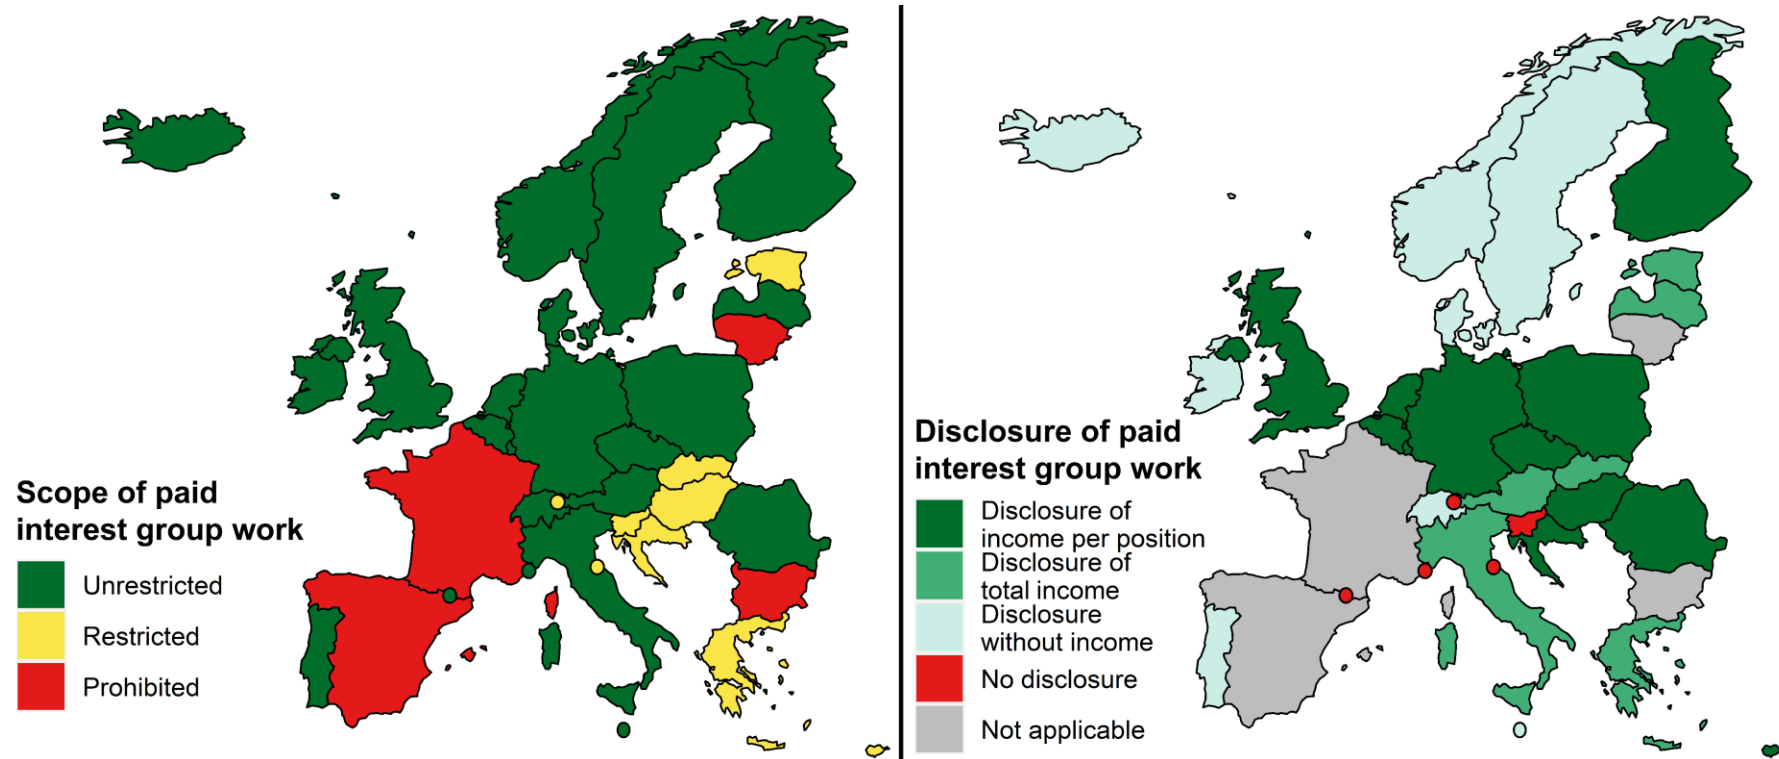 Scope of paid
interest group work
Unrestricted
Restricted
Prohibited
Disclosure of paid
interest group work
Disclosure of
income per position
Disclosure of
total income
Disclosure
without income
No disclosure
Not applicable